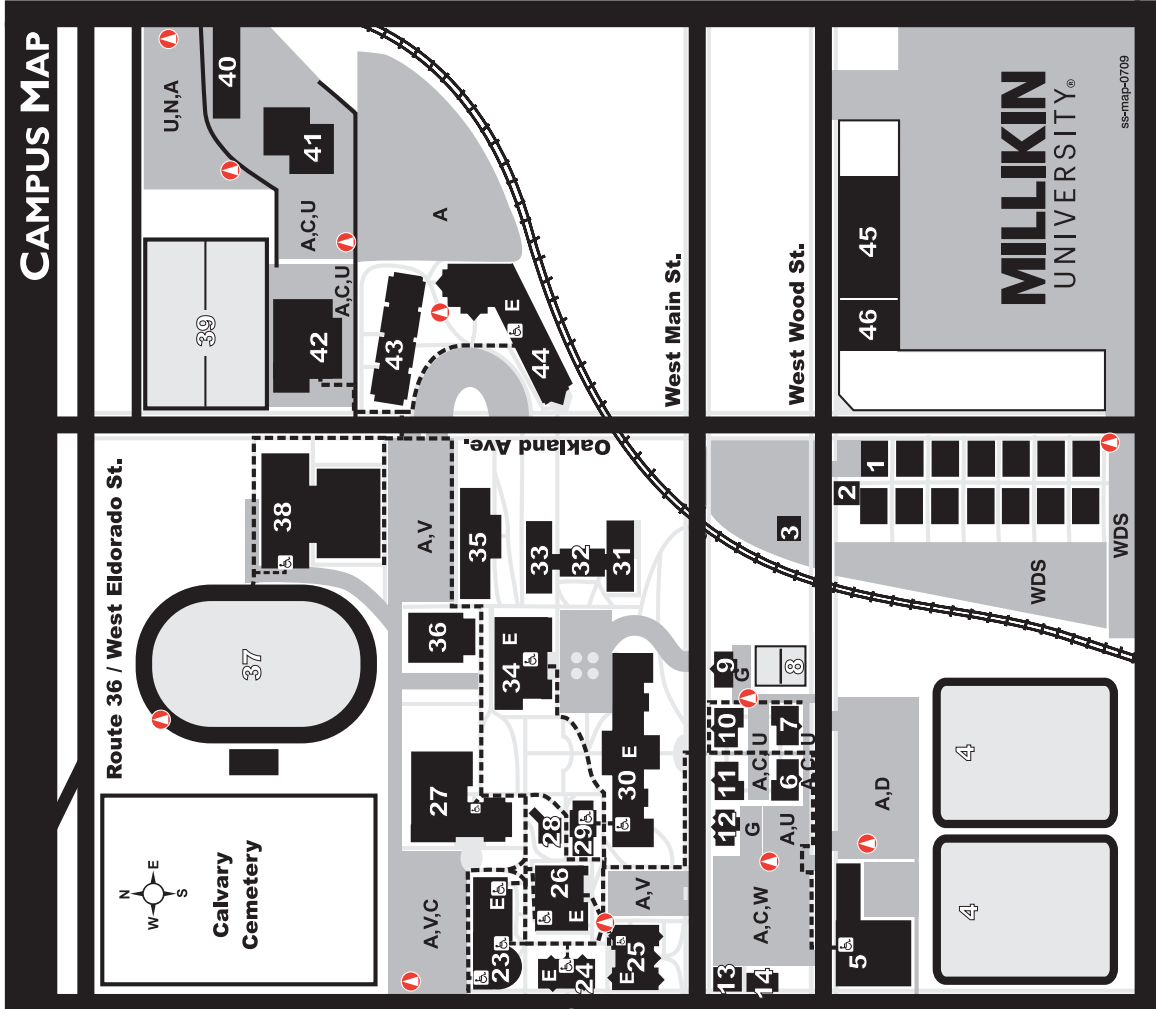 CAMPUS MAP
Route 36 / West Eldorado St.
N
W
E
S
Calvary
Cemetery
37
38
39
U,N,A
40
41
A,C,U
A,C,U
42
43
A
E
44
Oakland Ave.
A,V,C
27
36
A,V
35
23
E
E
24
E
26
28
29
34
E
33
32
31
25
E
A,V
30
E
West Main St.
13
14
A,C,W
12
G
A,U
11
6
A,C,U
10
7
A,C,U
9
G
8
3
West Wood St.
5
A,D
4
4
WDS
WDS
2
1
46
45
MILLIKIN
UNIVERSITY®
ss-map-0709